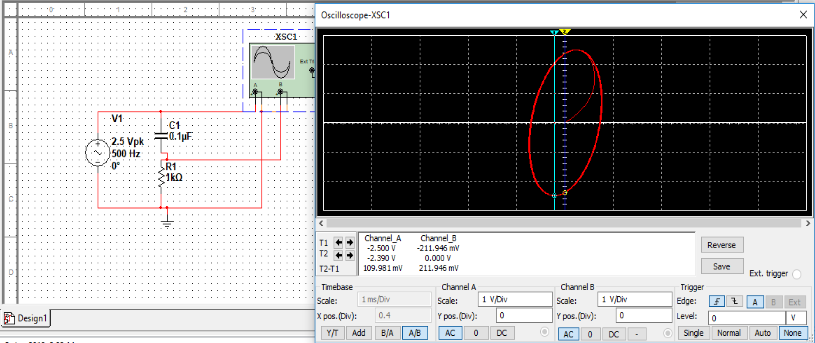 0 1 2 3
Oscilloscope-XSC1
XSC1
A
A B
V1
C1
B
0.1µF
2.5 Vpk
500 Hz
0°
R1
1kΩ
C
D
Channel_A Channel_B
T1 -2.500 V -211.946 mV
T2 -2.390 V 0.000 V
T2-T1 109.981 mV 211.946 mV
Reverse
Save
Ext. trigger
Timebase Channel A Channel B Trigger
Scale: 1 ms/Div Scale: 1 V/Div Scale: 1 V/Div Edge: A B Ext
X pos.(Div): 0.4 Y pos.(Div): 0 Y pos.(Div): 0 Level: 0 V
Y/T Add B/A A/B AC 0 DC AC 0 DC - Single Normal Auto None
Design1